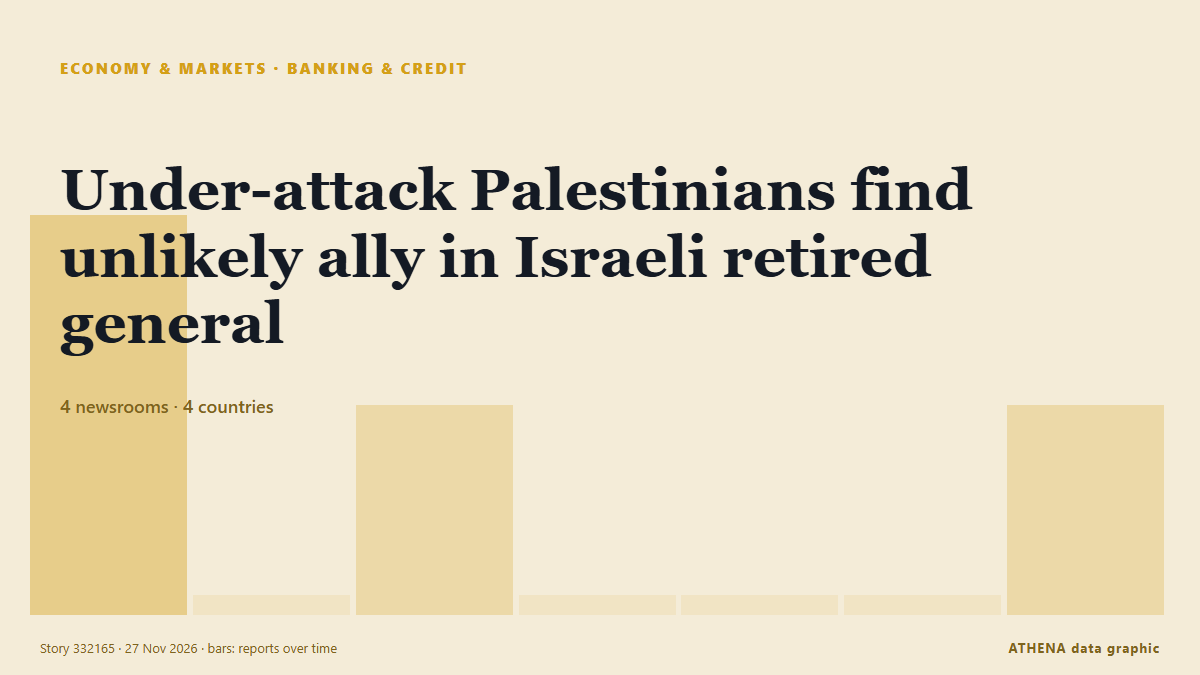 ECONOMY & MARKETS · BANKING & CREDIT
Under-attack Palestinians find
unlikely ally in Israeli retired
general
4 newsrooms · 4 countries
Story 332165 · 27 Nov 2026 · bars: reports over time
ATHENA data graphic